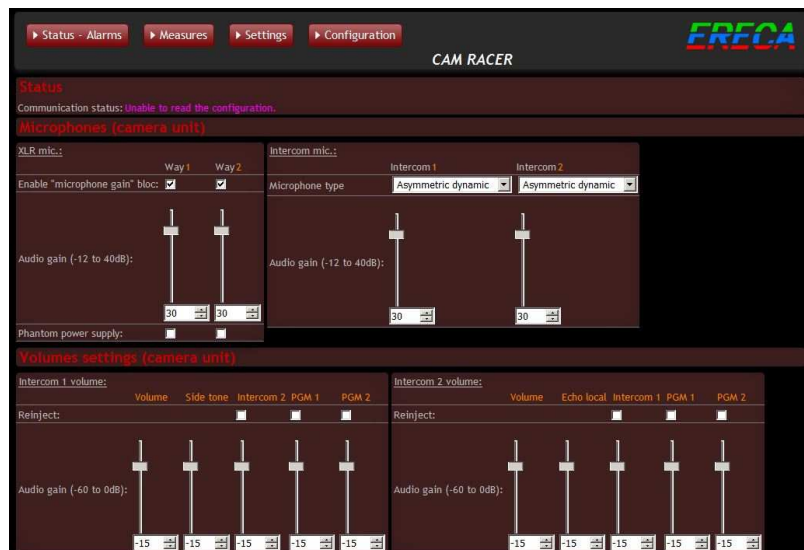 Status - Alarms Measures Settings Configuration
ERECA
CAM RACER
Status
Communication status: Unable to read the configuration.
Microphones (camera unit)
XLR mic.: Intercom mic.:
Way 1 Way 2 Intercom 1 Intercom 2
Enable "microphone gain" bloc: Microphone type Asymmetric dynamic Asymmetric dynamic
Audio gain (-12 to 40dB): Audio gain (-12 to 40dB):
30 30 30 30
Phantom power supply:
Volumes settings (camera unit)
Intercom 1 volume: Intercom 2 volume:
Volume Side tone Intercom 2 PGM 1 PGM 2 Volume Echo local Intercom 1 PGM 1 PGM 2
Reinject: Reinject:
Audio gain (-60 to 0dB): Audio gain (-60 to 0dB):
-15 -15 -15 -15 -15 -15 -15 -15 -15 -15